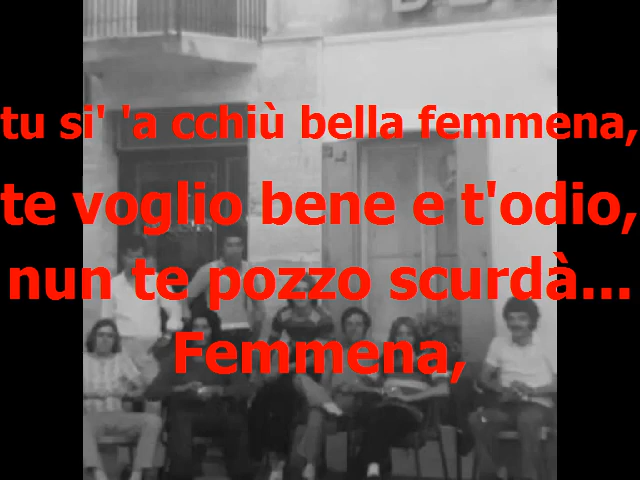 tu si' 'a cchiù bella femmena,
te voglio bene e t'odio,
nun te pozzo scurdà...
Femmena,